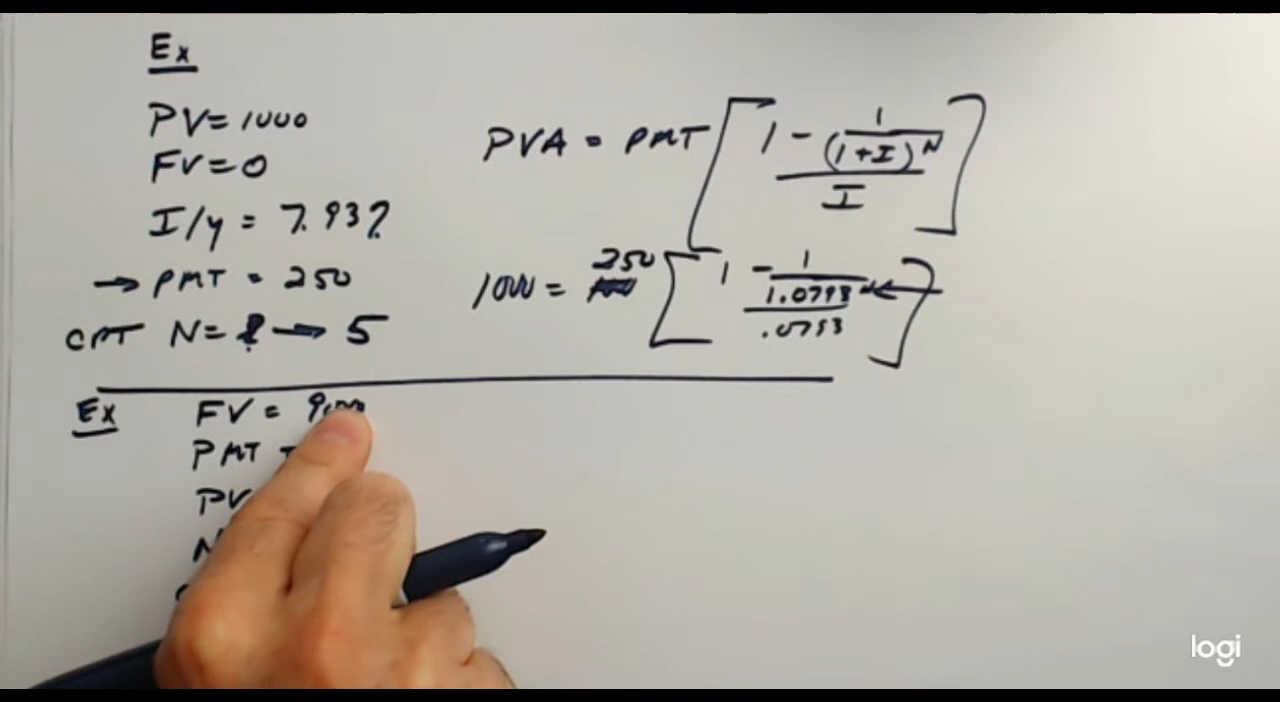 Ex
PV = 1000
FV = 0
I/y = 7.93%
→ PMT = 250
CPT N = → 5
PVA = PMT [ 1 - 1 / (1+I)^N / I ]
1000 = 250 [ 1 - 1 / 1.0793^N / .0793 ]
Ex FV =
PMT
PV
N
logi